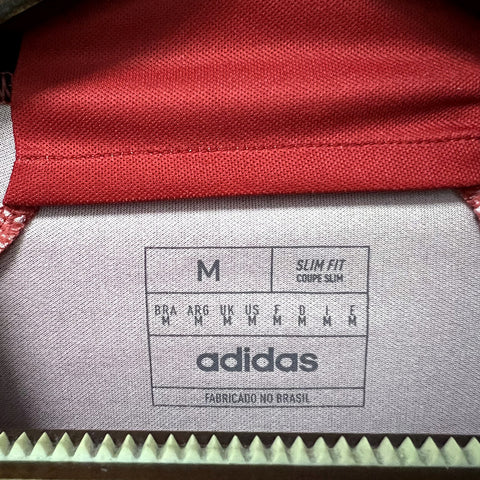 M
SLIM FIT
COUPE SLIM
BRA ARG UK US F D I E
M M M M M M M M
adidas
FABRICADO NO BRASIL